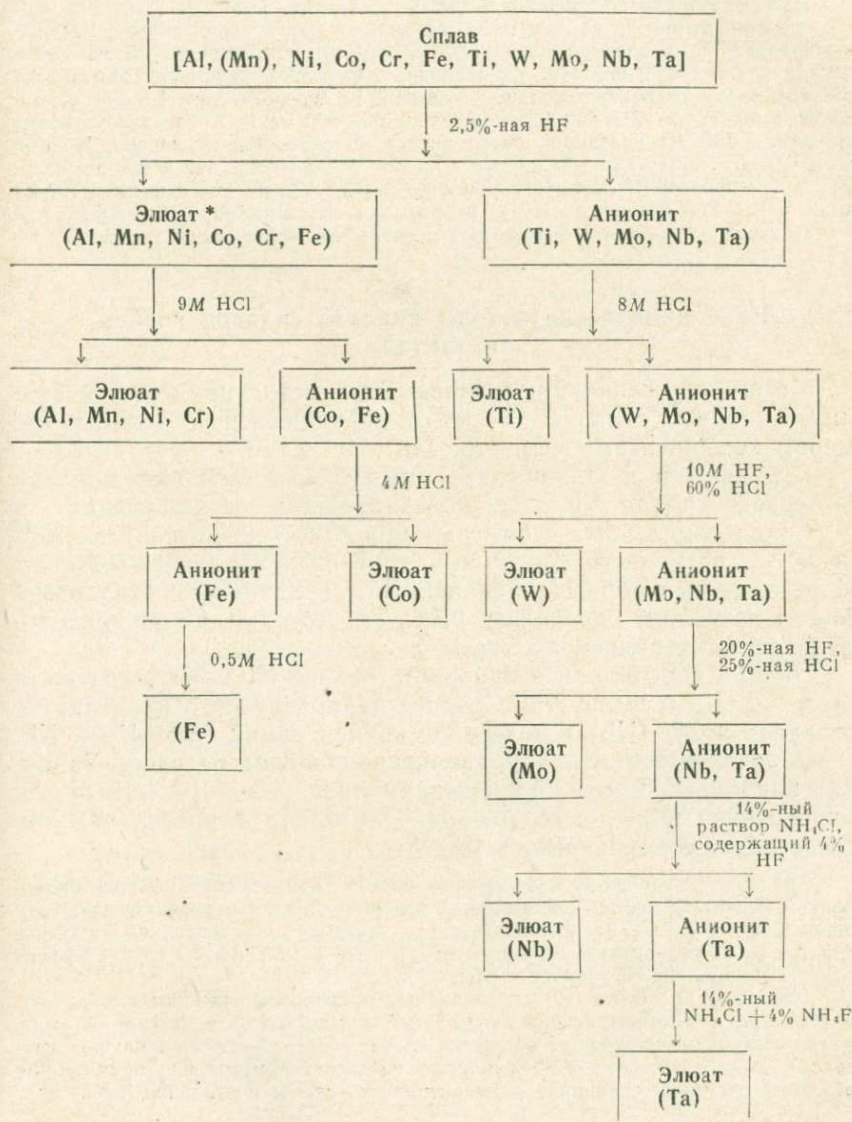 Сплав
[Al, (Mn), Ni, Co, Cr, Fe, Ti, W, Mo, Nb, Ta]
2,5%-ная HF
Элюат *
(Al, Mn, Ni, Co, Cr, Fe)
Анионит
(Ti, W, Mo, Nb, Ta)
9M HCl
8M HCl
Элюат
(Al, Mn, Ni, Cr)
Анионит
(Co, Fe)
Элюат
(Ti)
Анионит
(W, Mo, Nb, Ta)
4M HCl
10M HF,
60% HCl
Анионит
(Fe)
Элюат
(Co)
Элюат
(W)
Анионит
(Mo, Nb, Ta)
0,5M HCl
20%-ная HF,
25%-ная HCl
(Fe)
Элюат
(Mo)
Анионит
(Nb, Ta)
14%-ный
раствор NH₄Cl,
содержащий 4%
HF
Элюат
(Nb)
Анионит
(Ta)
14%-ный
NH₄Cl + 4% NH₄F
Элюат
(Ta)